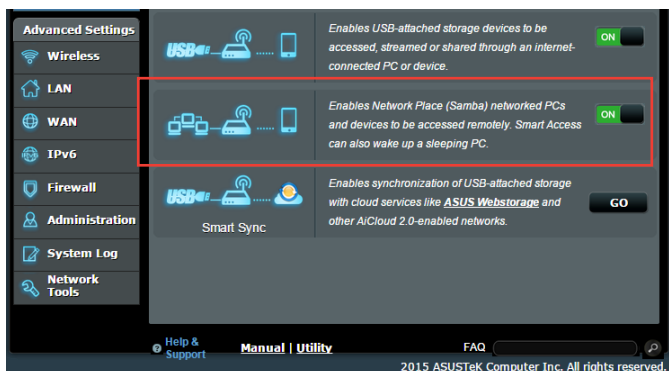 Advanced Settings
Wireless
LAN
WAN
IPv6
Firewall
Administration
System Log
Network
Tools
USB
Enables USB-attached storage devices to be
accessed, streamed or shared through an internet-
connected PC or device.
ON
Enables Network Place (Samba) networked PCs
and devices to be accessed remotely. Smart Access
can also wake up a sleeping PC.
ON
USB
Smart Sync
Enables synchronization of USB-attached storage
with cloud services like ASUS Webstorage and
other AiCloud 2.0-enabled networks.
GO
Help &
Support
Manual | Utility
FAQ
2015 ASUSTeK Computer Inc. All rights reserved.